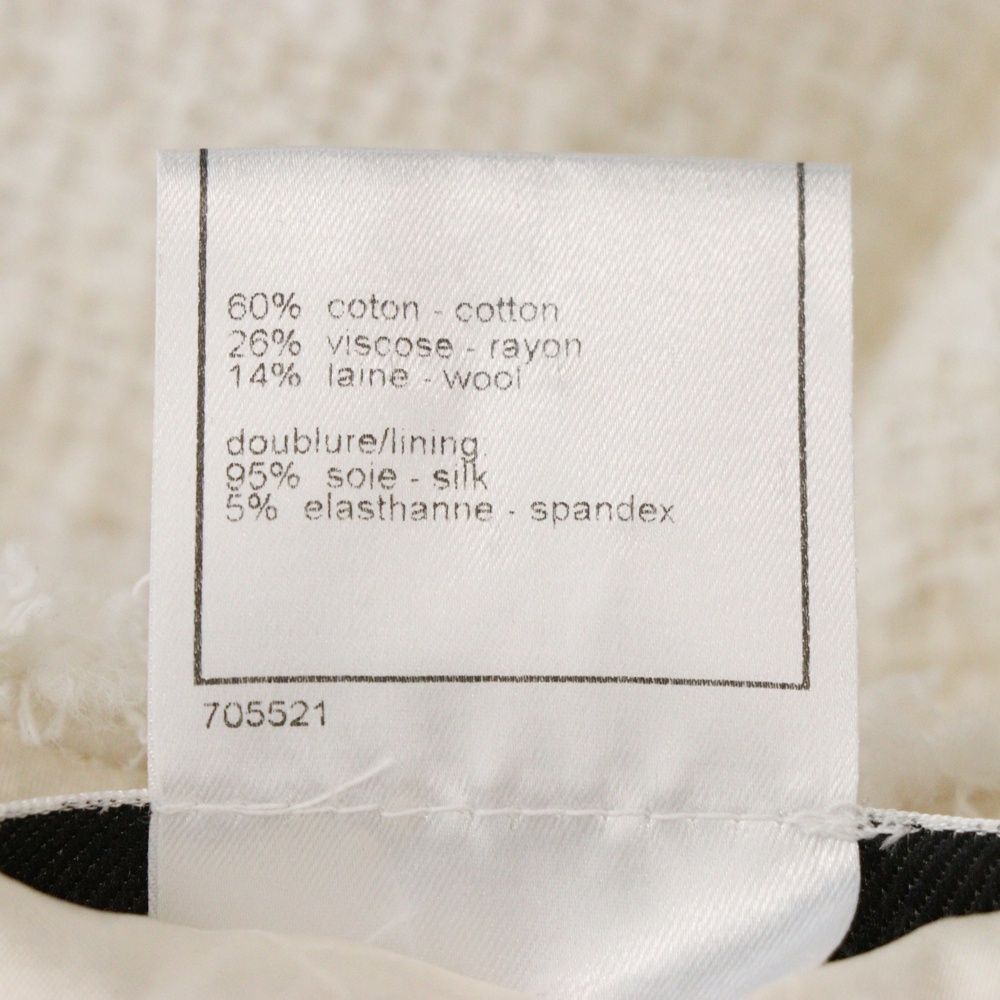 60% coton - cotton
26% viscose - rayon
14% laine - wool
doublure/lining
95% soie - silk
5% elasthanne - spandex
705521